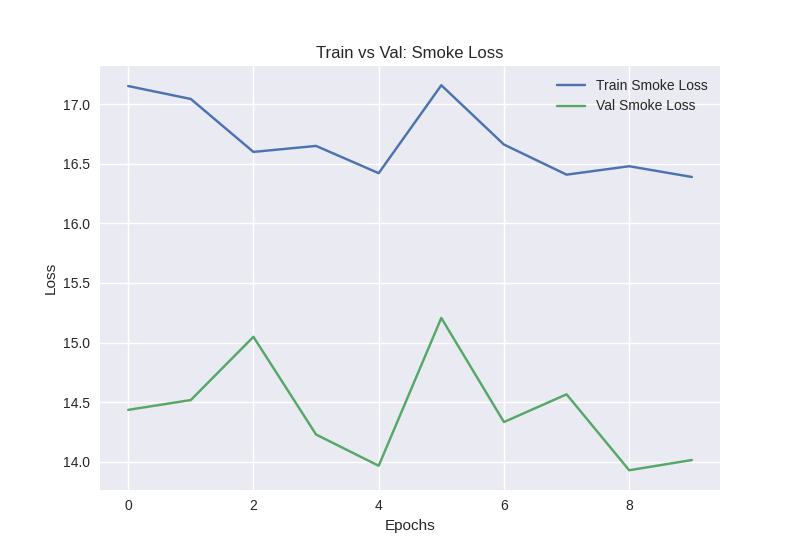 Train vs Val: Smoke Loss
Train Smoke Loss
Val Smoke Loss
17.0
16.5
16.0
15.5
15.0
14.5
14.0
Loss
0 2 4 6 8
Epochs